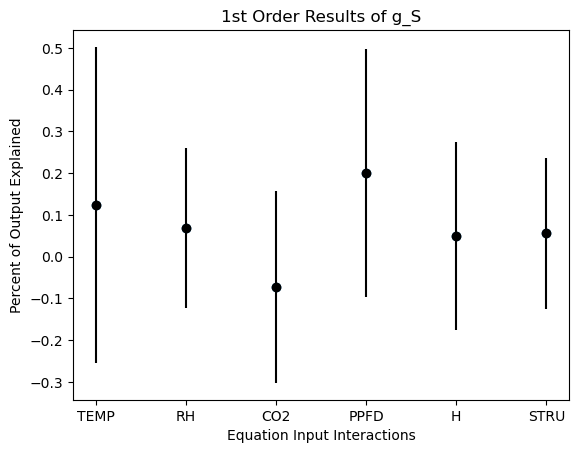 1st Order Results of g_S
Percent of Output Explained
0.5
0.4
0.3
0.2
0.1
0.0
−0.1
−0.2
−0.3
TEMP RH CO2 PPFD H STRU
Equation Input Interactions